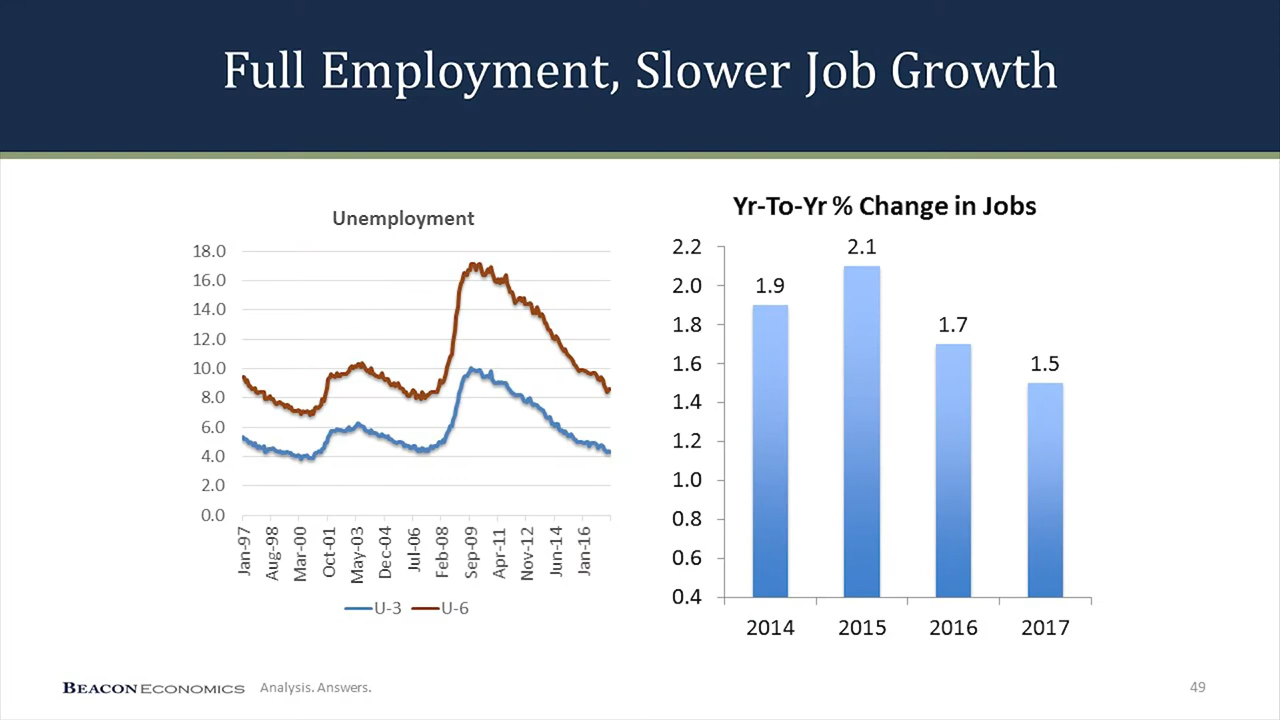 Full Employment, Slower Job Growth
Unemployment
18.0
16.0
14.0
12.0
10.0
8.0
6.0
4.0
2.0
0.0
Jan-97
Aug-98
Mar-00
Oct-01
May-03
Dec-04
Jul-06
Feb-08
Sep-09
Apr-11
Nov-12
Jun-14
Jan-16
U-3 U-6
Yr-To-Yr % Change in Jobs
2.2
2.0
1.8
1.6
1.4
1.2
1.0
0.8
0.6
0.4
1.9
2.1
1.7
1.5
2014 2015 2016 2017
BEACON ECONOMICS Analysis. Answers.
49